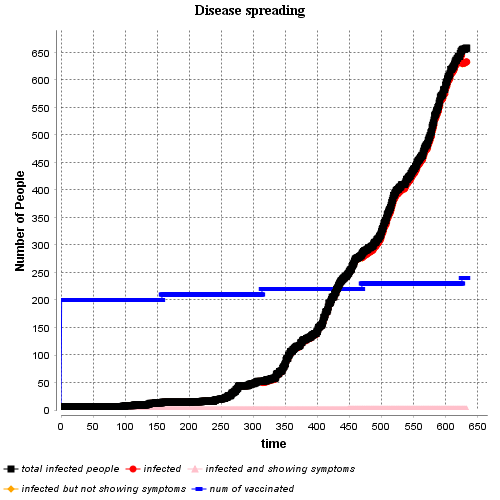 Disease spreading
Number of People
650
600
550
500
450
400
350
300
250
200
150
100
50
0
0 50 100 150 200 250 300 350 400 450 500 550 600 650
time
total infected people infected infected and showing symptoms
infected but not showing symptoms num of vaccinated